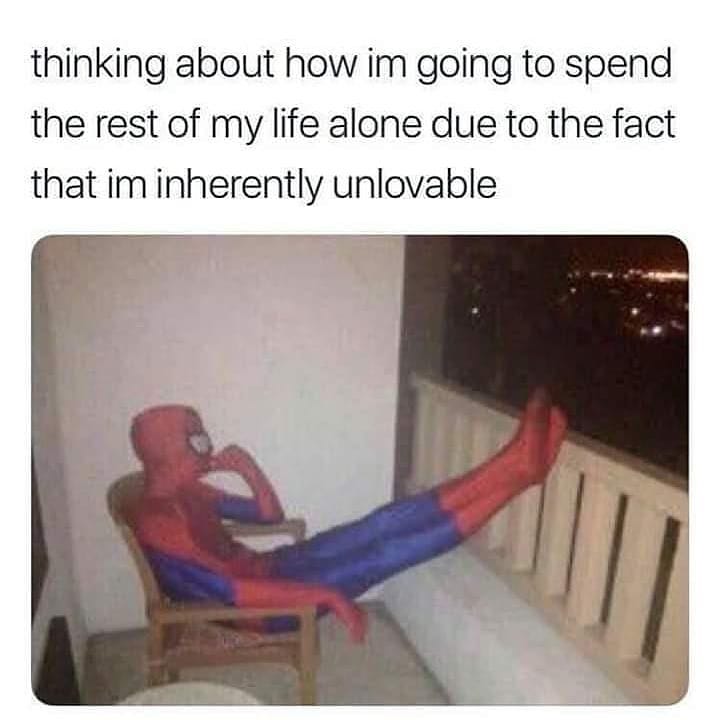 thinking about how im going to spend
the rest of my life alone due to the fact
that im inherently unlovable